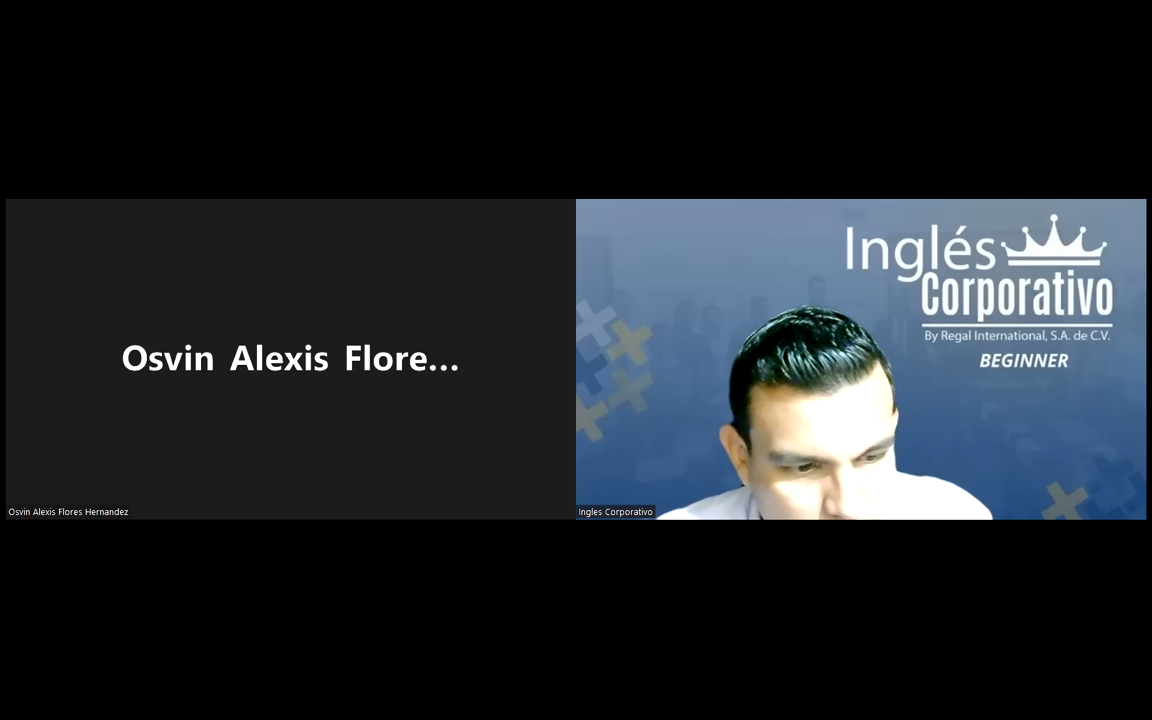 Osvin Alexis Flore...
Osvin Alexis Flores Hernandez
Inglés
Corporativo
By Regal International, S.A. de C.V.
BEGINNER
Ingles Corporativo